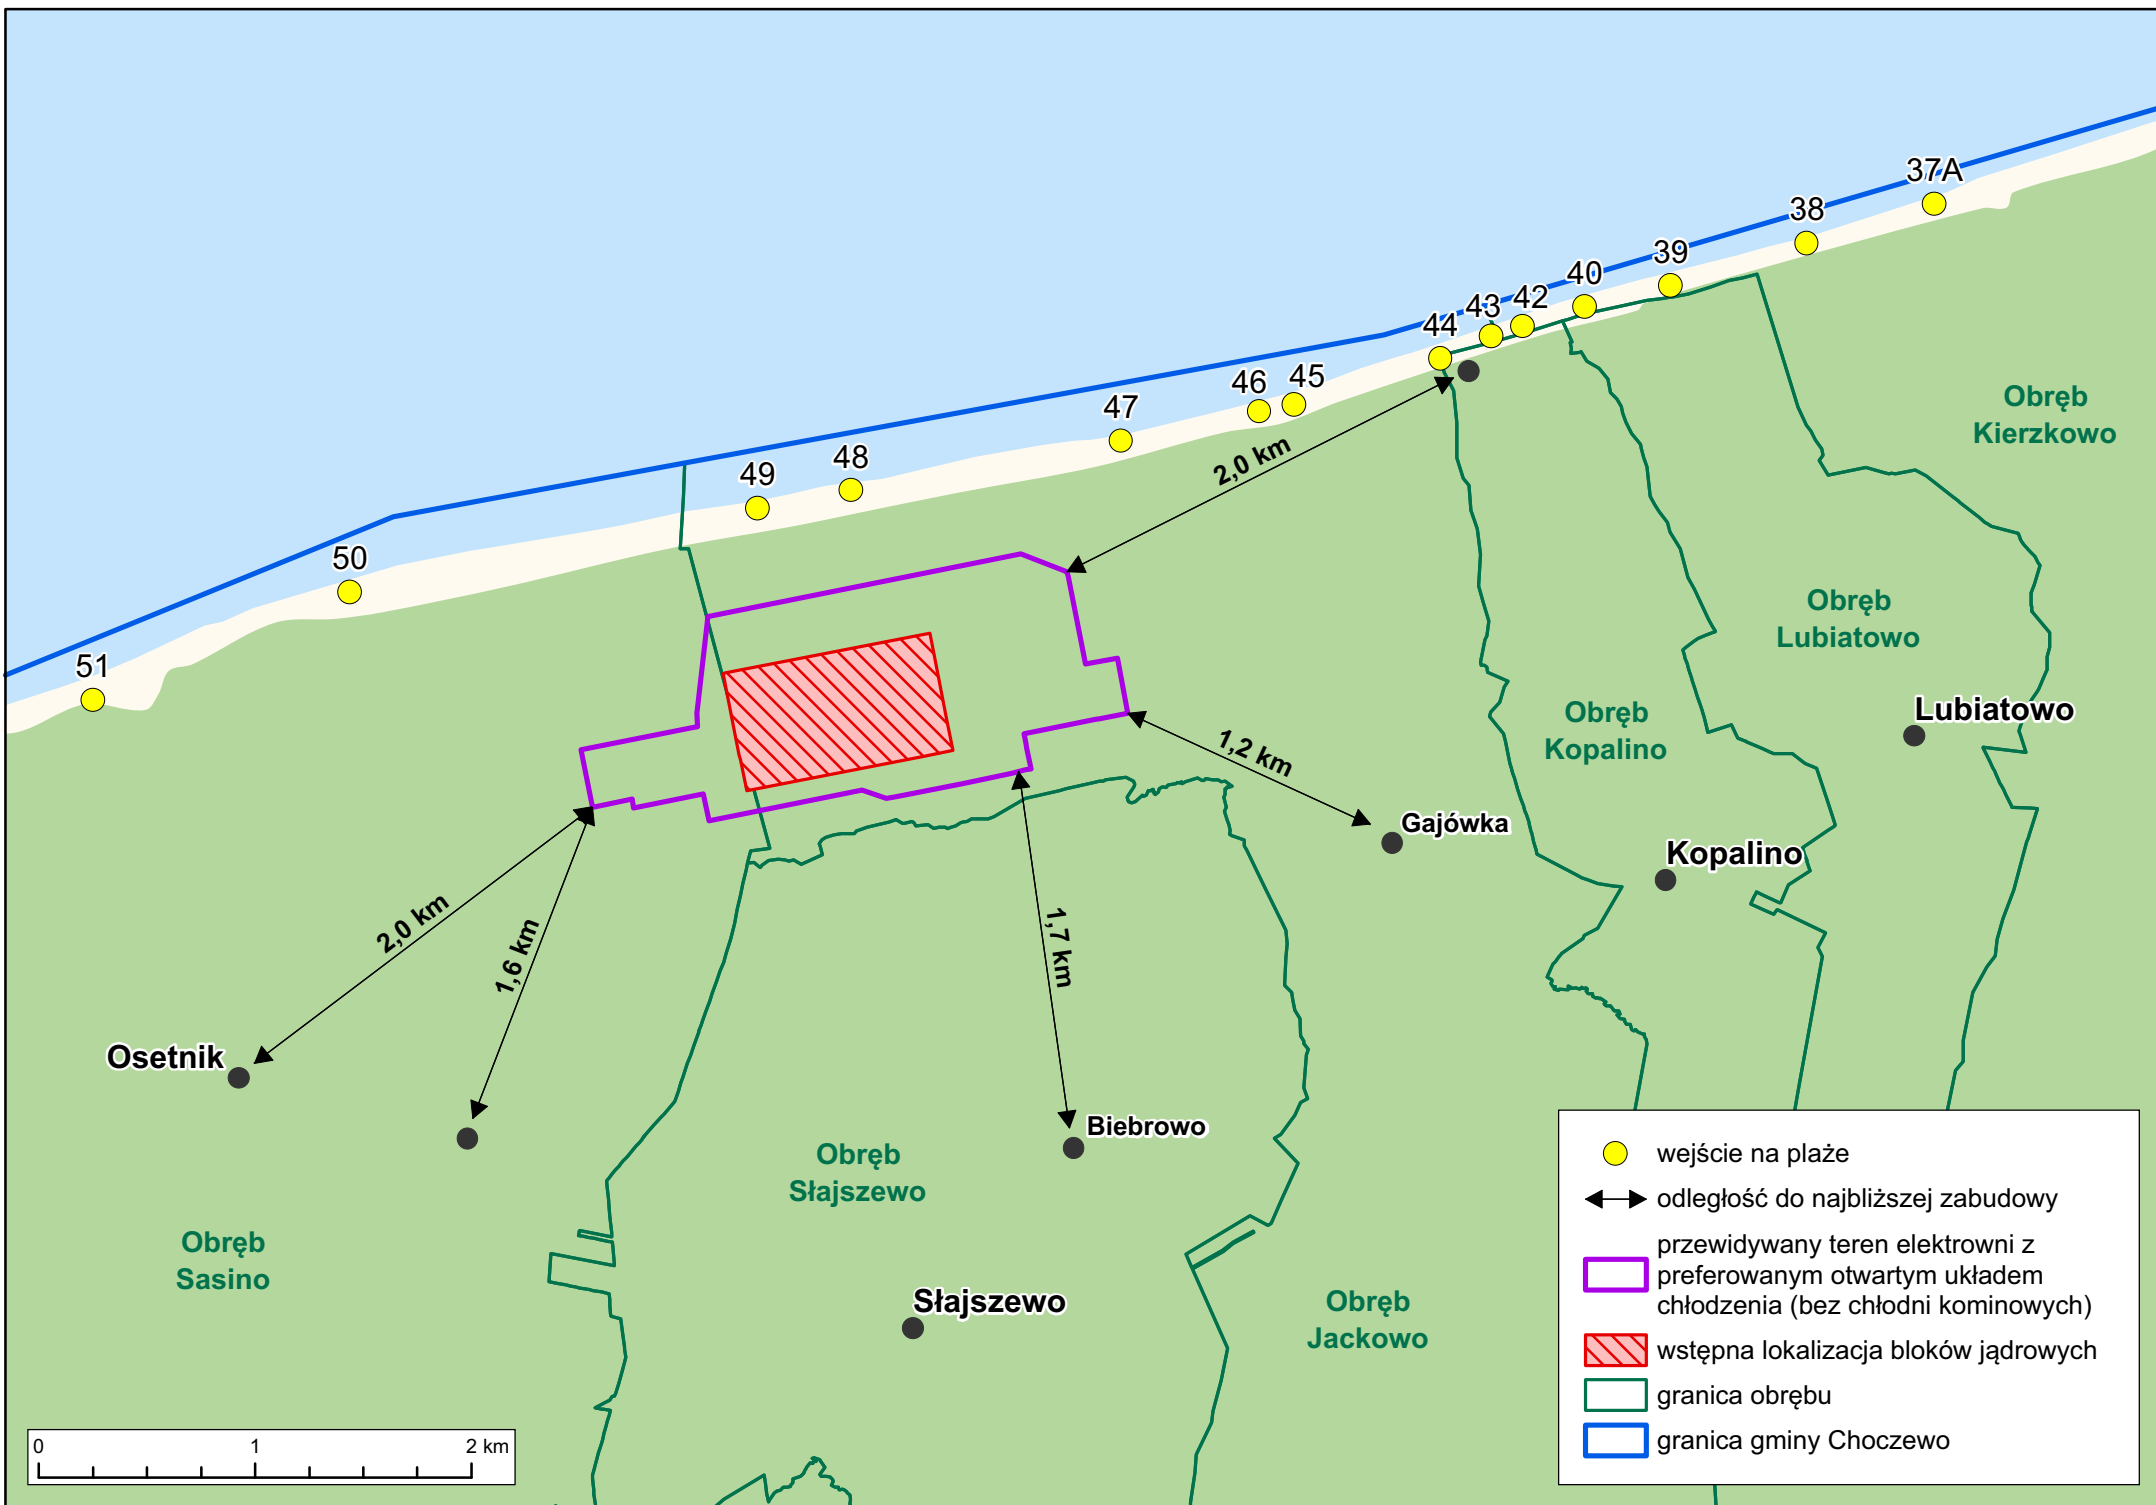 37A
38
39
40
42
43
44
45
46
47
48
49
50
51
2,0 km
Obręb
Kierzkowo
Obręb
Lubiatowo
Lubiatowo
Obręb
Kopalino
1,2 km
Gajówka
Kopalino
2,0 km
1,6 km
1,7 km
Osetnik
Biebrowo
Obręb
Słajszewo
Obręb
Sasino
Słajszewo
Obręb
Jackowo
wejście na plaże
odległość do najbliższej zabudowy
przewidywany teren elektrowni z
preferowanym otwartym układem
chłodzenia (bez chłodni kominowych)
wstępna lokalizacja bloków jądrowych
granica obrębu
granica gminy Choczewo
0 1 2 km